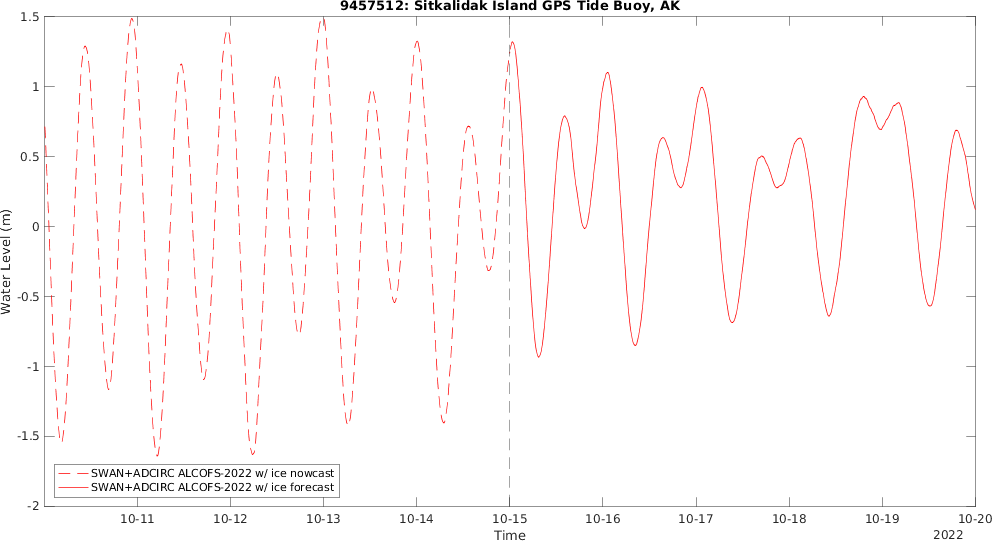 9457512: Sitkalidak Island GPS Tide Buoy, AK
Water Level (m)
1.5
1
0.5
0
-0.5
-1
-1.5
-2
SWAN+ADCIRC ALCOFS-2022 w/ ice nowcast
SWAN+ADCIRC ALCOFS-2022 w/ ice forecast
10-11 10-12 10-13 10-14 10-15 10-16 10-17 10-18 10-19 10-20
Time
2022